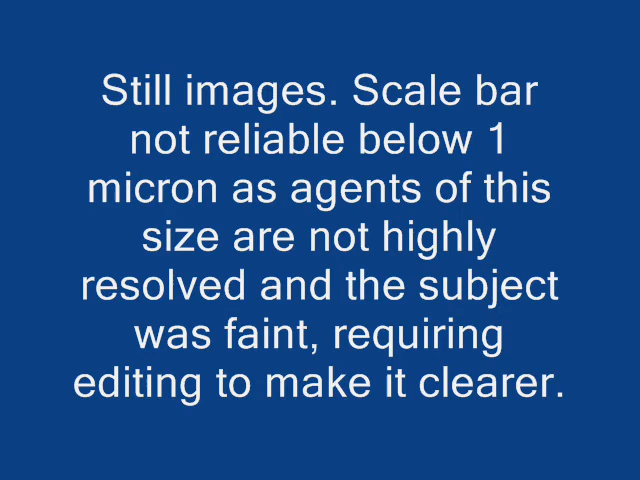 Still images. Scale bar
not reliable below 1
micron as agents of this
size are not highly
resolved and the subject
was faint, requiring
editing to make it clearer.